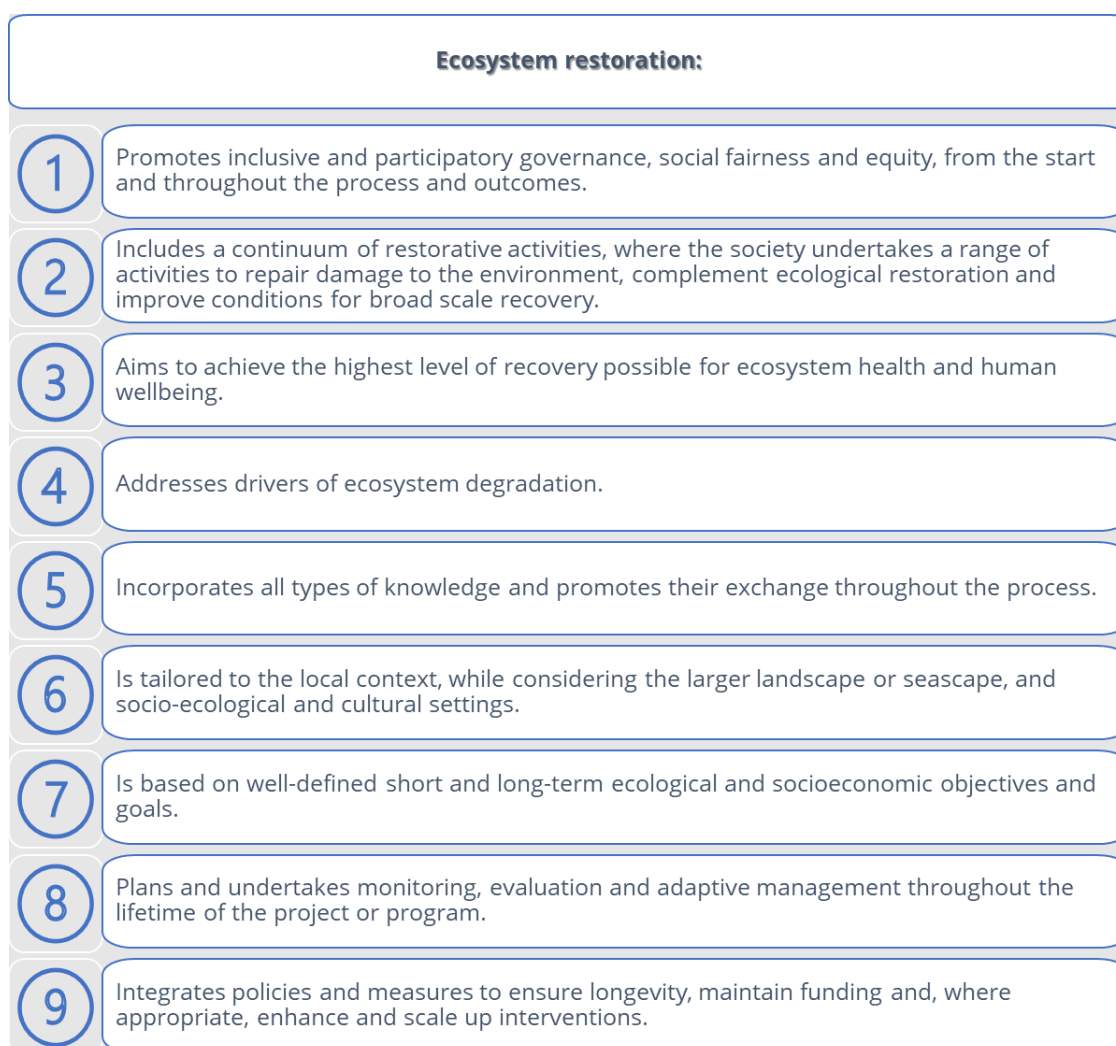 Ecosystem restoration:
1
Promotes inclusive and participatory governance, social fairness and equity, from the start
and throughout the process and outcomes.
2
Includes a continuum of restorative activities, where the society undertakes a range of
activities to repair damage to the environment, complement ecological restoration and
improve conditions for broad scale recovery.
3
Aims to achieve the highest level of recovery possible for ecosystem health and human
wellbeing.
4
Addresses drivers of ecosystem degradation.
5
Incorporates all types of knowledge and promotes their exchange throughout the process.
6
Is tailored to the local context, while considering the larger landscape or seascape, and
socio-ecological and cultural settings.
7
Is based on well-defined short and long-term ecological and socioeconomic objectives and
goals.
8
Plans and undertakes monitoring, evaluation and adaptive management throughout the
lifetime of the project or program.
9
Integrates policies and measures to ensure longevity, maintain funding and, where
appropriate, enhance and scale up interventions.